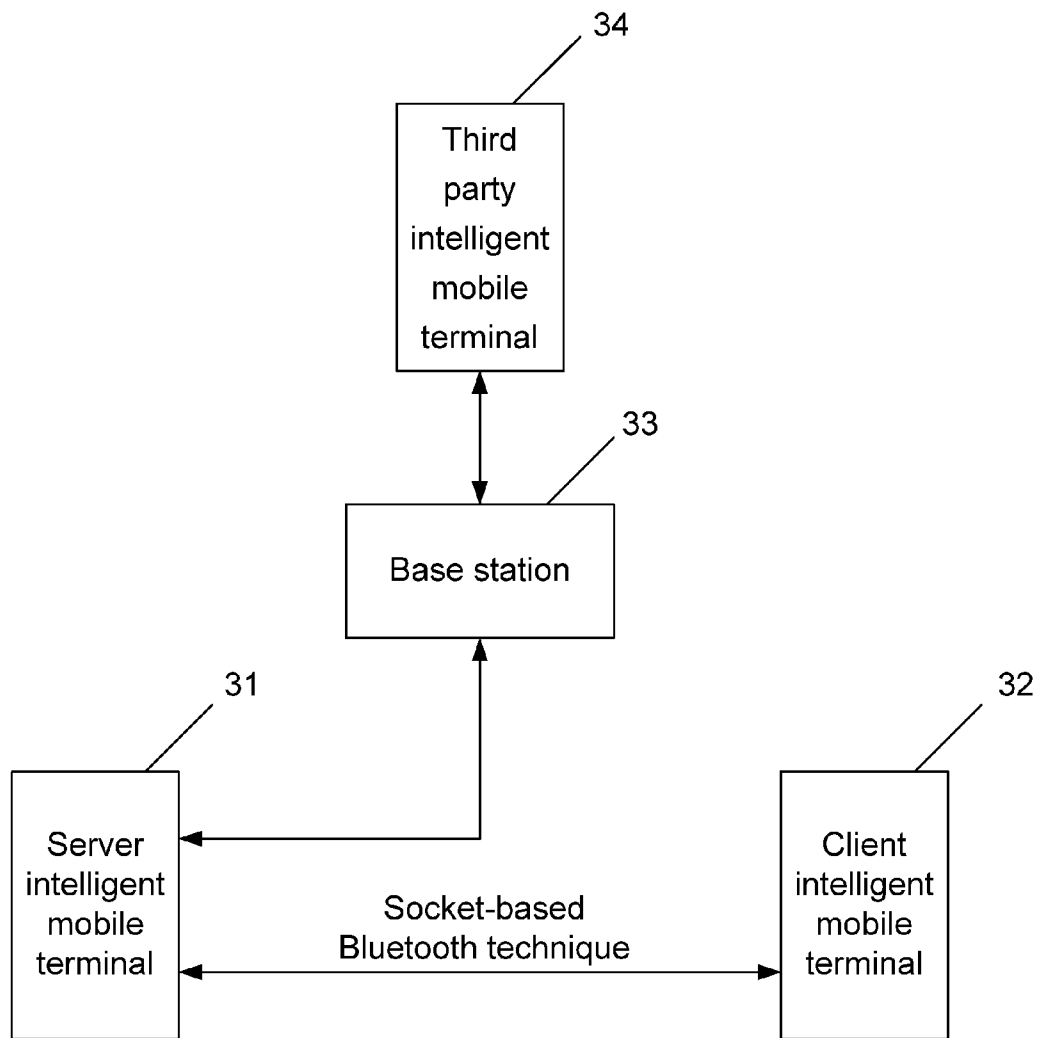 34
Third
party
intelligent
mobile
terminal
33
Base station
31
32
Server
intelligent
mobile
terminal
Socket-based
Bluetooth technique
Client
intelligent
mobile
terminal